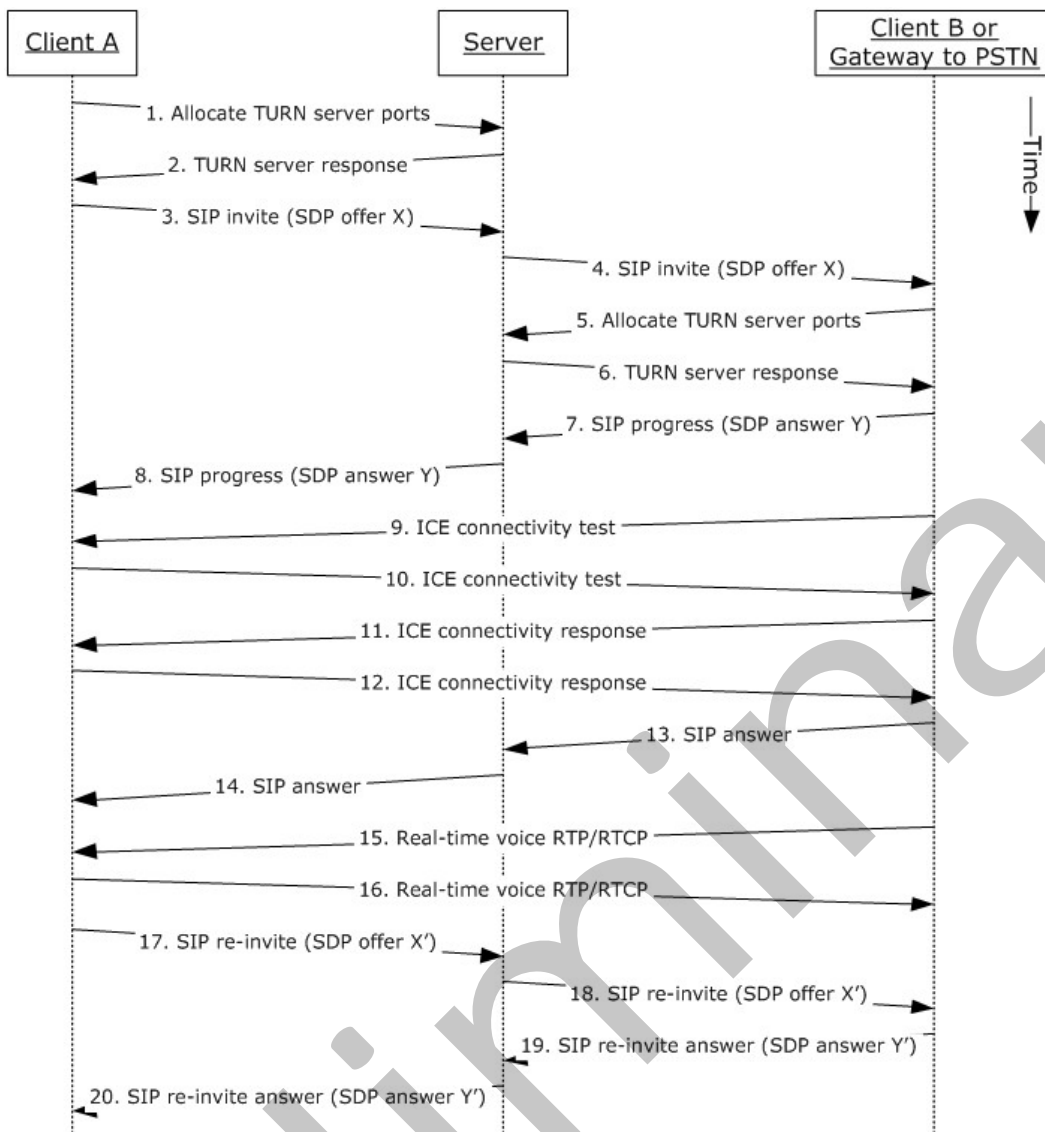 Client A
Server
Client B or
Gateway to PSTN
Time
1. Allocate TURN server ports
2. TURN server response
3. SIP invite (SDP offer X)
4. SIP invite (SDP offer X)
5. Allocate TURN server ports
6. TURN server response
7. SIP progress (SDP answer Y)
8. SIP progress (SDP answer Y)
9. ICE connectivity test
10. ICE connectivity test
11. ICE connectivity response
12. ICE connectivity response
13. SIP answer
14. SIP answer
15. Real-time voice RTP/RTCP
16. Real-time voice RTP/RTCP
17. SIP re-invite (SDP offer X’)
18. SIP re-invite (SDP offer X’)
19. SIP re-invite answer (SDP answer Y’)
20. SIP re-invite answer (SDP answer Y’)